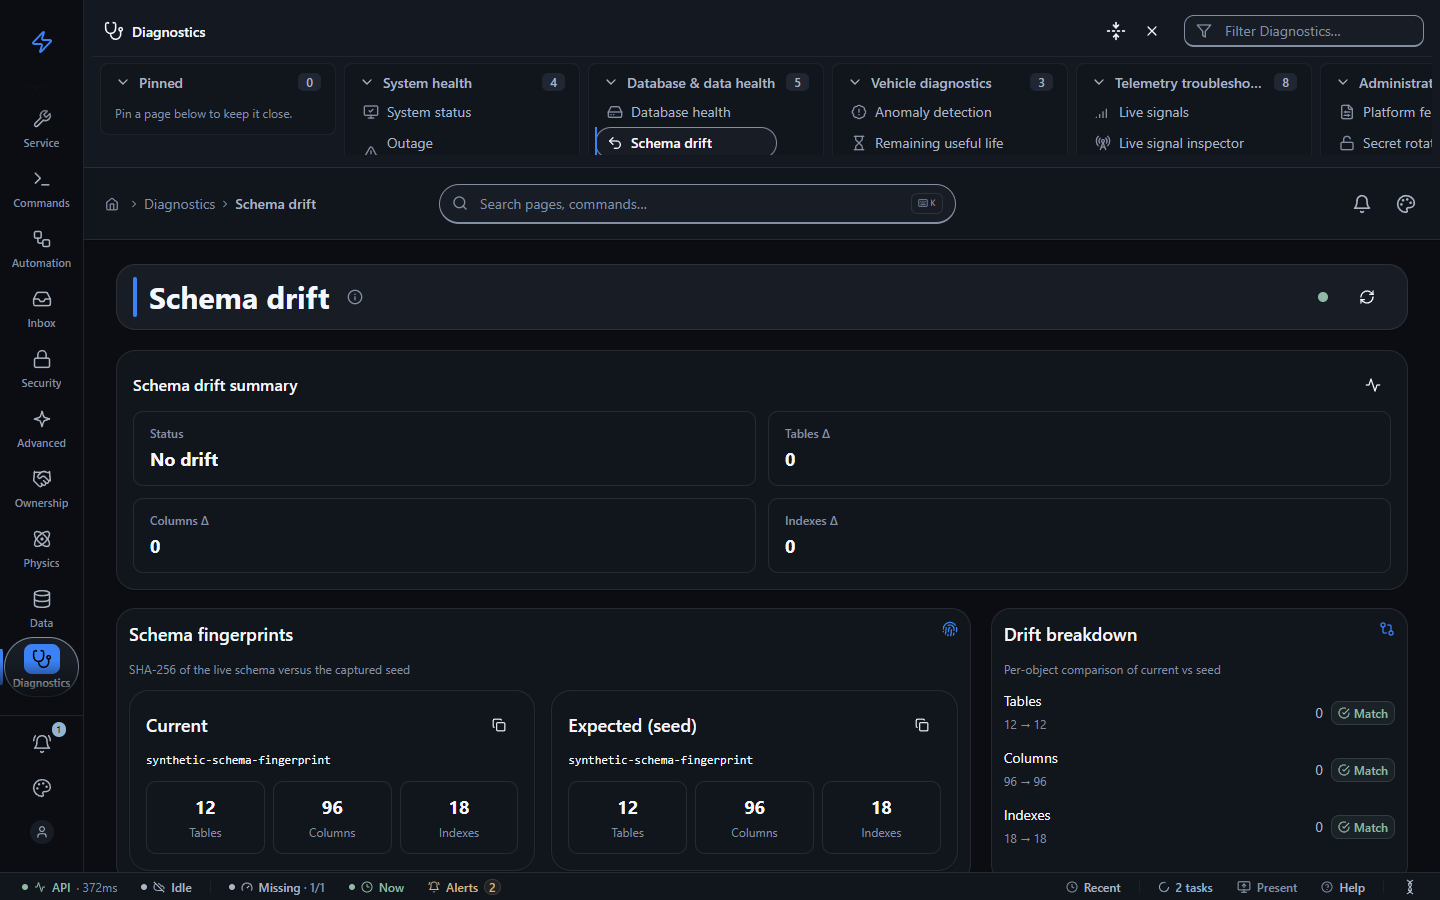 Diagnostics
Filter Diagnostics...
Pinned 0
Pin a page below to keep it close.
System health 4
System status
Outage
Database & data health 5
Database health
Schema drift
Vehicle diagnostics 3
Anomaly detection
Remaining useful life
Telemetry troublesho... 8
Live signals
Live signal inspector
Administrat
Platform fe
Secret rotat
Service
Commands
Automation
Inbox
Security
Advanced
Ownership
Physics
Data
Diagnostics
1
Diagnostics
Schema drift
Search pages, commands...
K
Schema drift
Schema drift summary
Status
No drift
Tables Δ
0
Columns Δ
0
Indexes Δ
0
Schema fingerprints
SHA-256 of the live schema versus the captured seed
Current
synthetic-schema-fingerprint
12
Tables
96
Columns
18
Indexes
Expected (seed)
synthetic-schema-fingerprint
12
Tables
96
Columns
18
Indexes
Drift breakdown
Per-object comparison of current vs seed
Tables
12 → 12
0 Match
Columns
96 → 96
0 Match
Indexes
18 → 18
0 Match
API · 372ms
Idle
Missing · 1/1
Now
Alerts 2
Recent
2 tasks
Present
Help